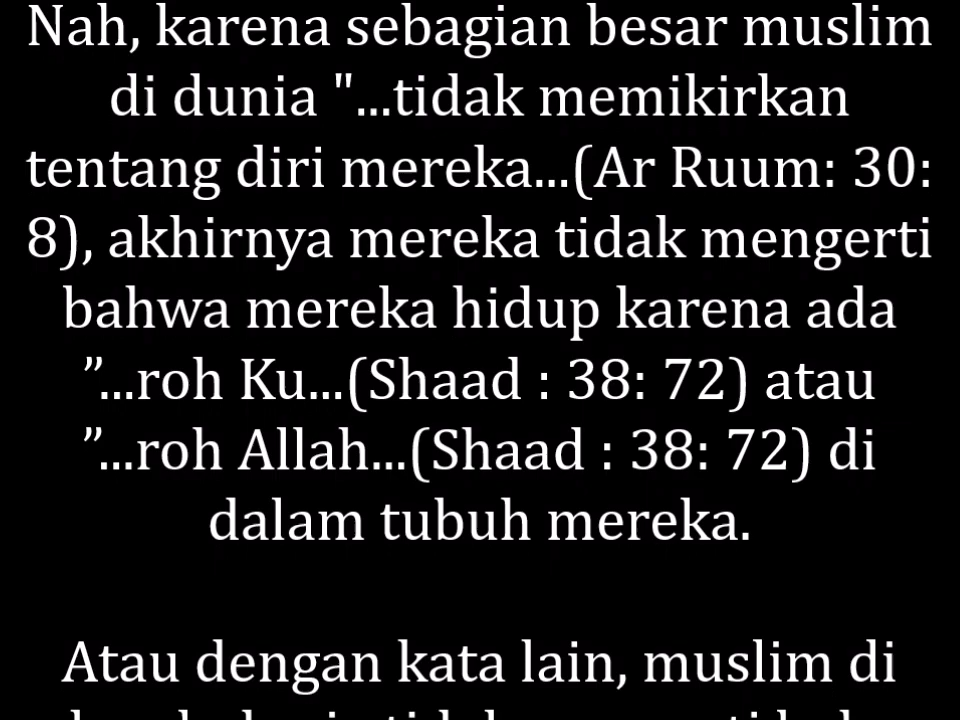 Nah, karena sebagian besar muslim
di dunia "...tidak memikirkan
tentang diri mereka...(Ar Ruum: 30:
8), akhirnya mereka tidak mengerti
bahwa mereka hidup karena ada
”...roh Ku...(Shaad : 38: 72) atau
”...roh Allah...(Shaad : 38: 72) di
dalam tubuh mereka.
Atau dengan kata lain, muslim di